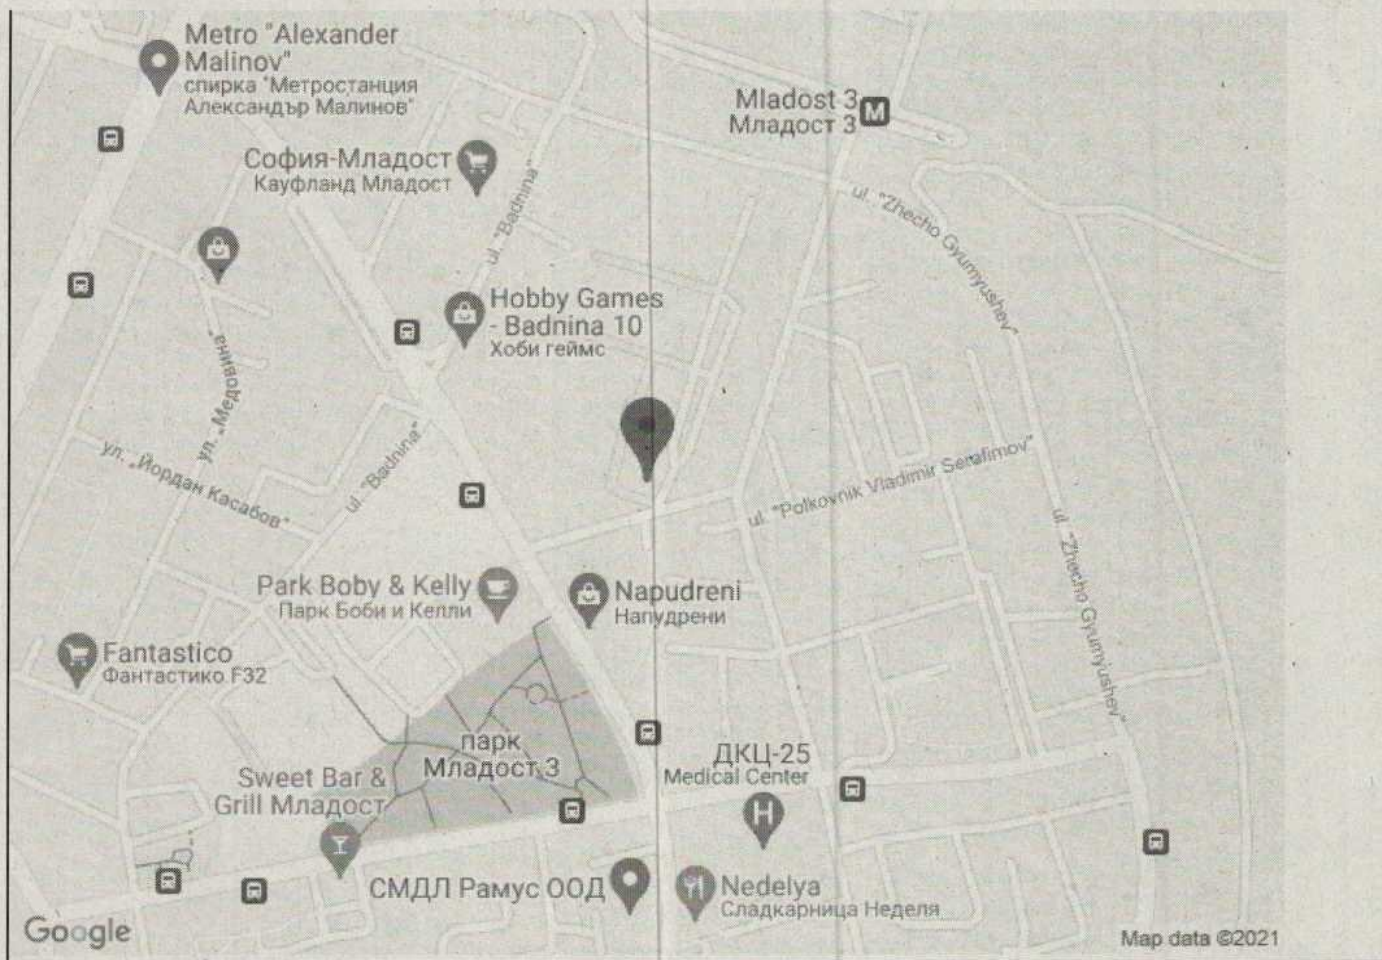 Metro "Alexander
Malinov"
спирка "Метростанция
Александър Малинов"
Mladost 3
Младост 3
M
София-Младост
Кауфланд Младост
ul. "Badnina"
ul. "Zhecho Gyumyushev"
Hobby Games
- Badnina 10
Хоби геймс
ул. „Медовина“
ул. „Йордан Касабов“
ul. "Badnina"
ul. "Polkovnik Vladimir Serafimov"
ul. "Zhecho Gyumyushev"
Park Boby & Kelly
Парк Боби и Келли
Napudreni
Напудрени
Fantastico
Фантастико F32
парк
Младост 3
ДКЦ-25
Medical Center
H
Sweet Bar &
Grill Младост
СМДЛ Рамус ООД
Nedelya
Сладкарница Неделя
Google
Map data ©2021